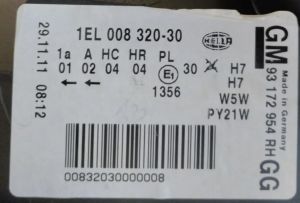 1EL 008 320-30
29.11.11 08:12
1a A HC HR PL
01 02 04 04 E1 30 H7
← ← 1356 H7
W5W
PY21W
HELLA
GM 93 172 954 RH GG
Made in Germany
00832030000008